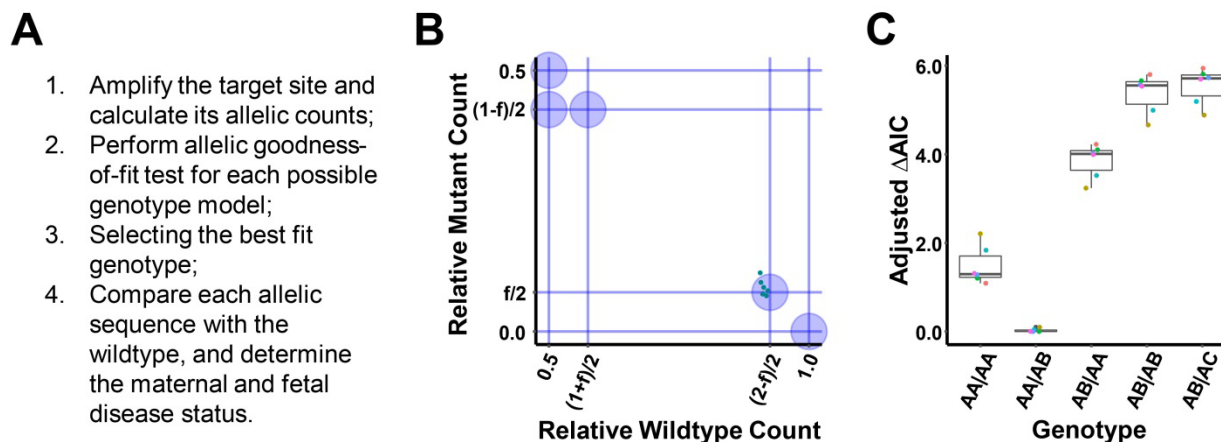 A
1. Amplify the target site and
calculate its allelic counts;
2. Perform allelic goodness-
of-fit test for each possible
genotype model;
3. Selecting the best fit
genotype;
4. Compare each allelic
sequence with the
wildtype, and determine
the maternal and fetal
disease status.
B
Relative Mutant Count
0.5
(1-f)/2
f/2
0.0
0.5
(1+f)/2
(2-f)/2
1.0
Relative Wildtype Count
C
Adjusted ΔAIC
6.0
4.0
2.0
0.0
AA|AA
AA|AB
AB|AA
AB|AB
AB|AC
Genotype